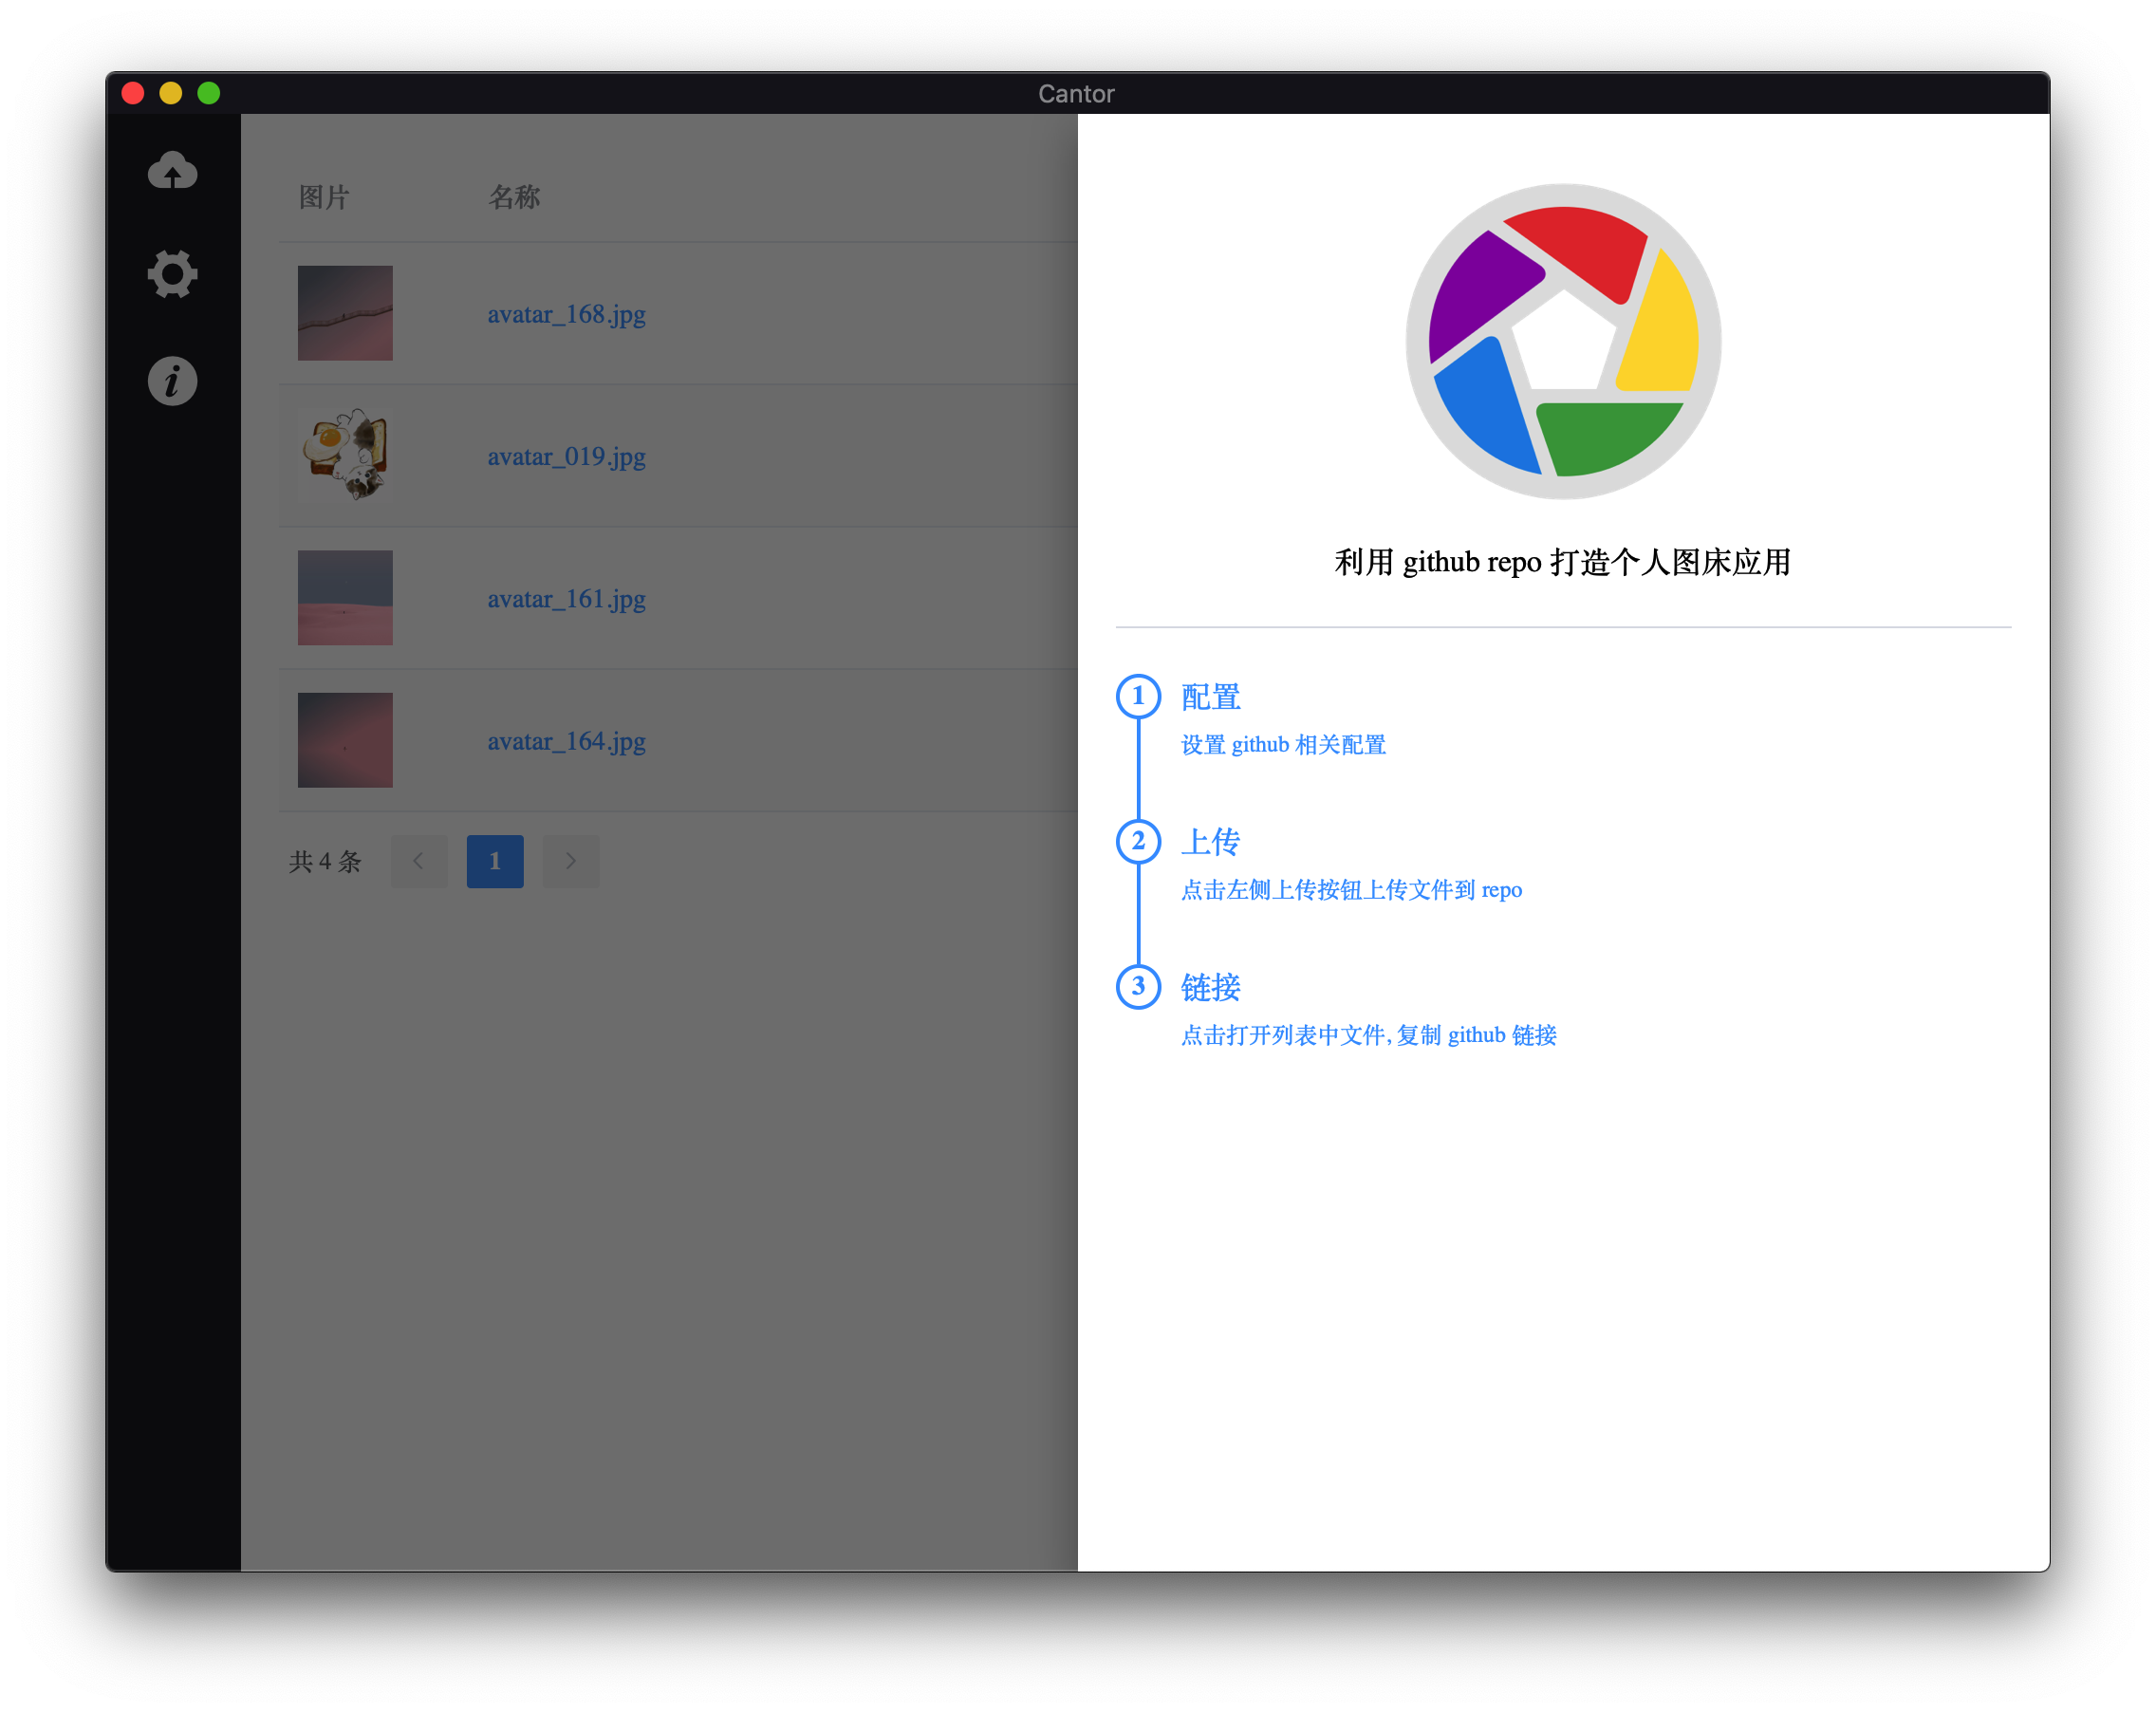 Cantor
图片 名称
avatar_168.jpg
avatar_019.jpg
avatar_161.jpg
avatar_164.jpg
共 4 条 1
利用 github repo 打造个人图床应用
1 配置
设置 github 相关配置
2 上传
点击左侧上传按钮上传文件到 repo
3 链接
点击打开列表中文件, 复制 github 链接